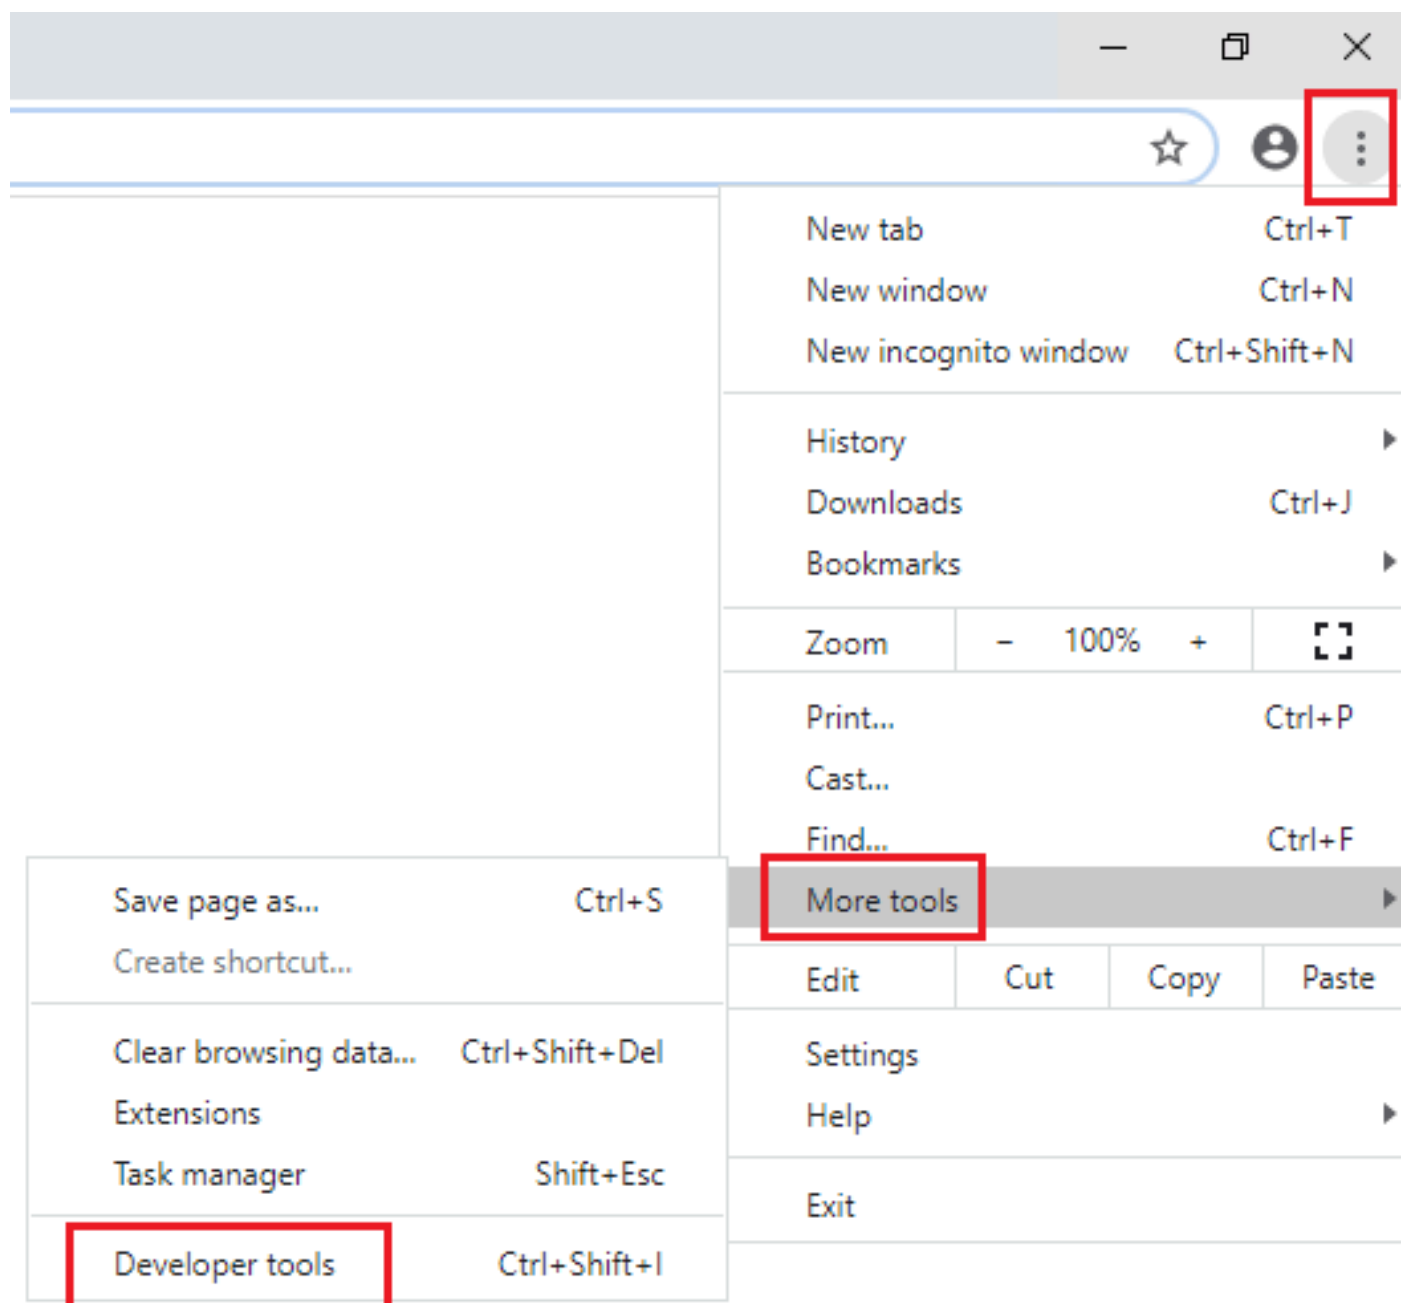 New tab Ctrl+T
New window Ctrl+N
New incognito window Ctrl+Shift+N
History
Downloads Ctrl+J
Bookmarks
Zoom - 100% +
Print... Ctrl+P
Cast...
Find... Ctrl+F
More tools
Edit Cut Copy Paste
Settings
Help
Exit
Save page as... Ctrl+S
Create shortcut...
Clear browsing data... Ctrl+Shift+Del
Extensions
Task manager Shift+Esc
Developer tools Ctrl+Shift+I